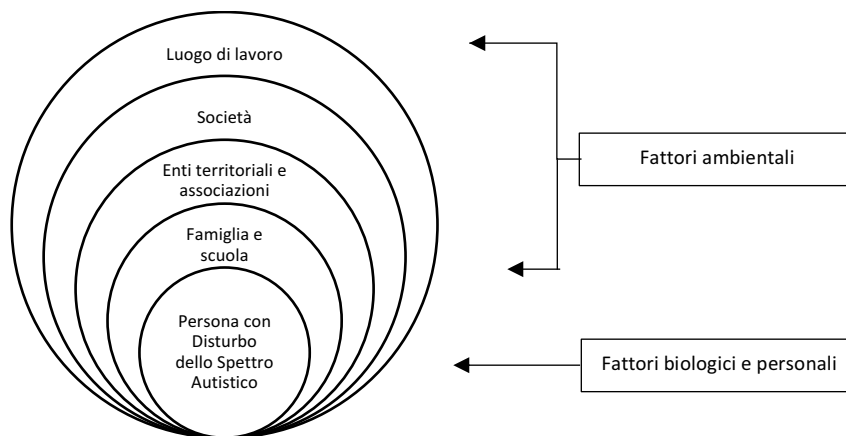 Luogo di lavoro
Società
Enti territoriali e
associazioni
Famiglia e
scuola
Persona con
Disturbo
dello Spettro
Autistico
Fattori ambientali
Fattori biologici e personali